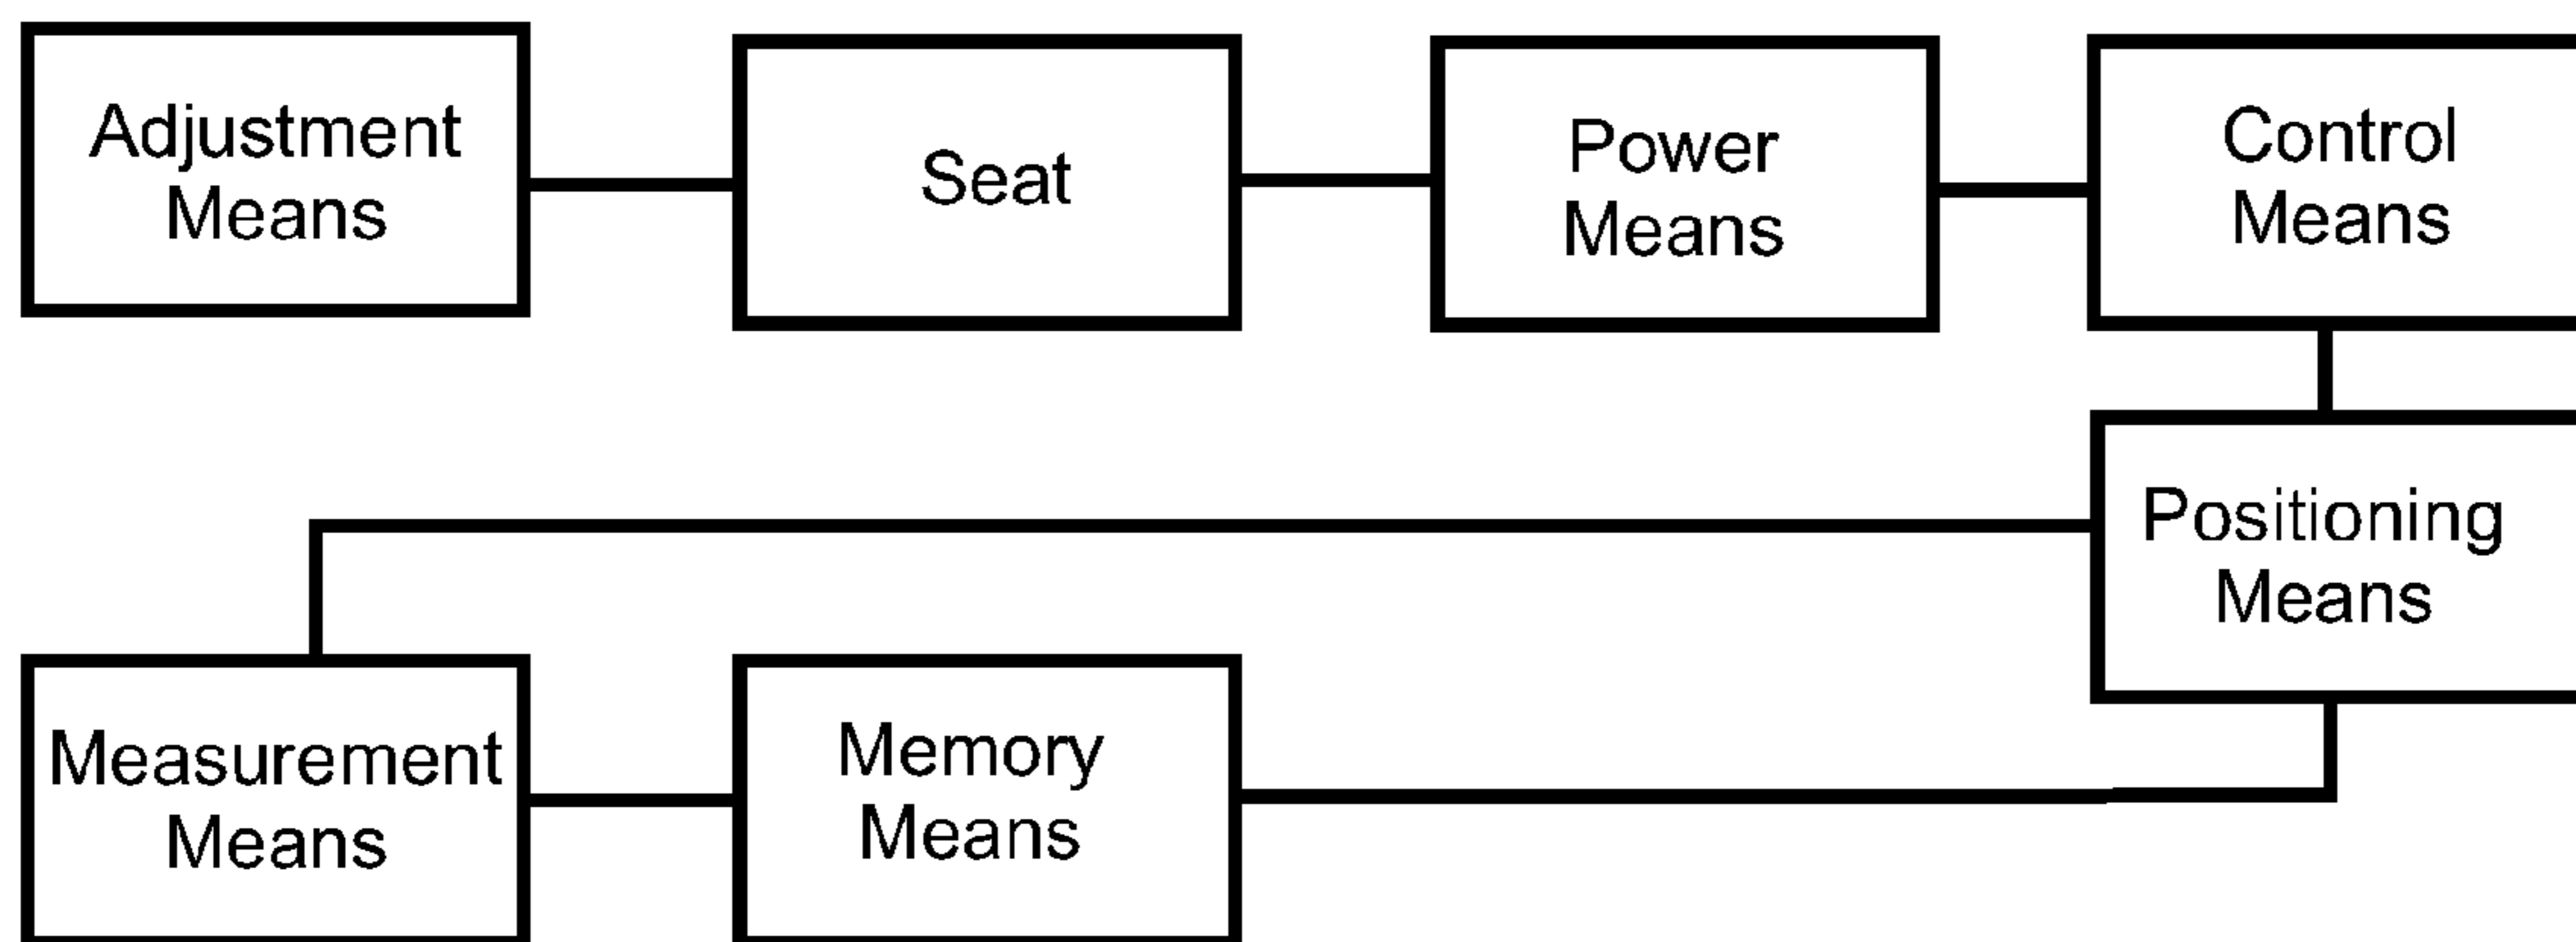 Adjustment
Means
Seat
Power
Means
Control
Means
Positioning
Means
Measurement
Means
Memory
Means